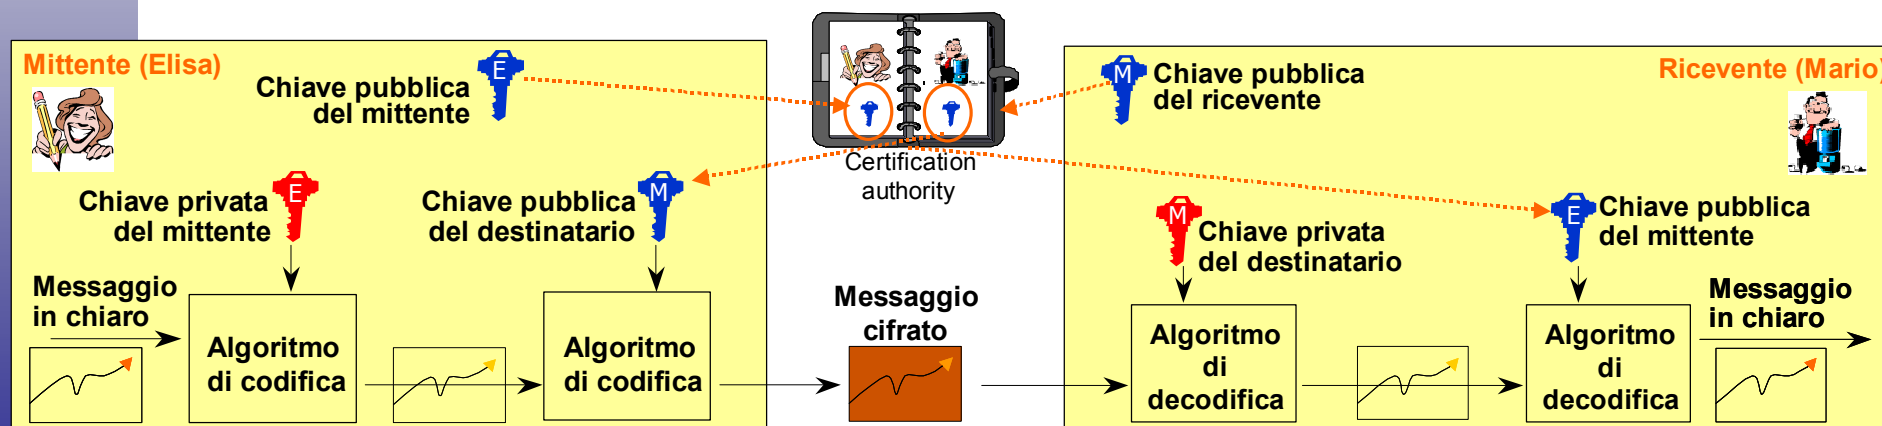 Mittente (Elisa)
E
Chiave pubblica
del mittente
Certification
authority
M
Chiave pubblica
del ricevente
Ricevente (Mario)
Chiave privata
del mittente
E
Chiave pubblica
del destinatario
M
M
Chiave privata
del destinatario
E
Chiave pubblica
del mittente
Messaggio
in chiaro
Algoritmo
di codifica
Algoritmo
di codifica
Messaggio
cifrato
Algoritmo
di
decodifica
Algoritmo
di
decodifica
Messaggio
in chiaro